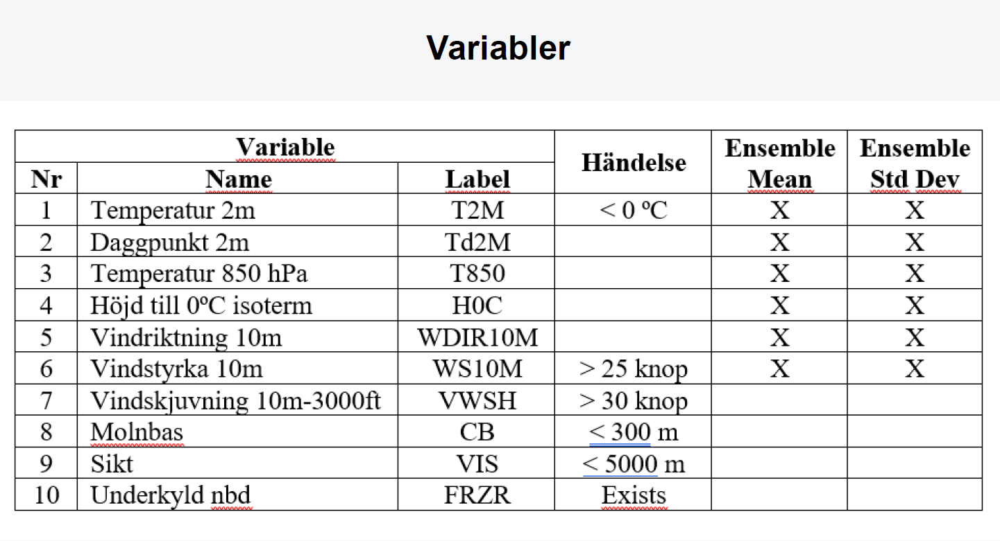 Variabler
Variable Händelse Ensemble Mean Ensemble Std Dev
Nr Name Label
1 Temperatur 2m T2M < 0 ºC X X
2 Daggpunkt 2m Td2M X X
3 Temperatur 850 hPa T850 X X
4 Höjd till 0ºC isoterm H0C X X
5 Vindriktning 10m WDIR10M X X
6 Vindstyrka 10m WS10M > 25 knop X X
7 Vindskjuvning 10m-3000ft VWSH > 30 knop
8 Molnbas CB < 300 m
9 Sikt VIS < 5000 m
10 Underkyld nbd FRZR Exists